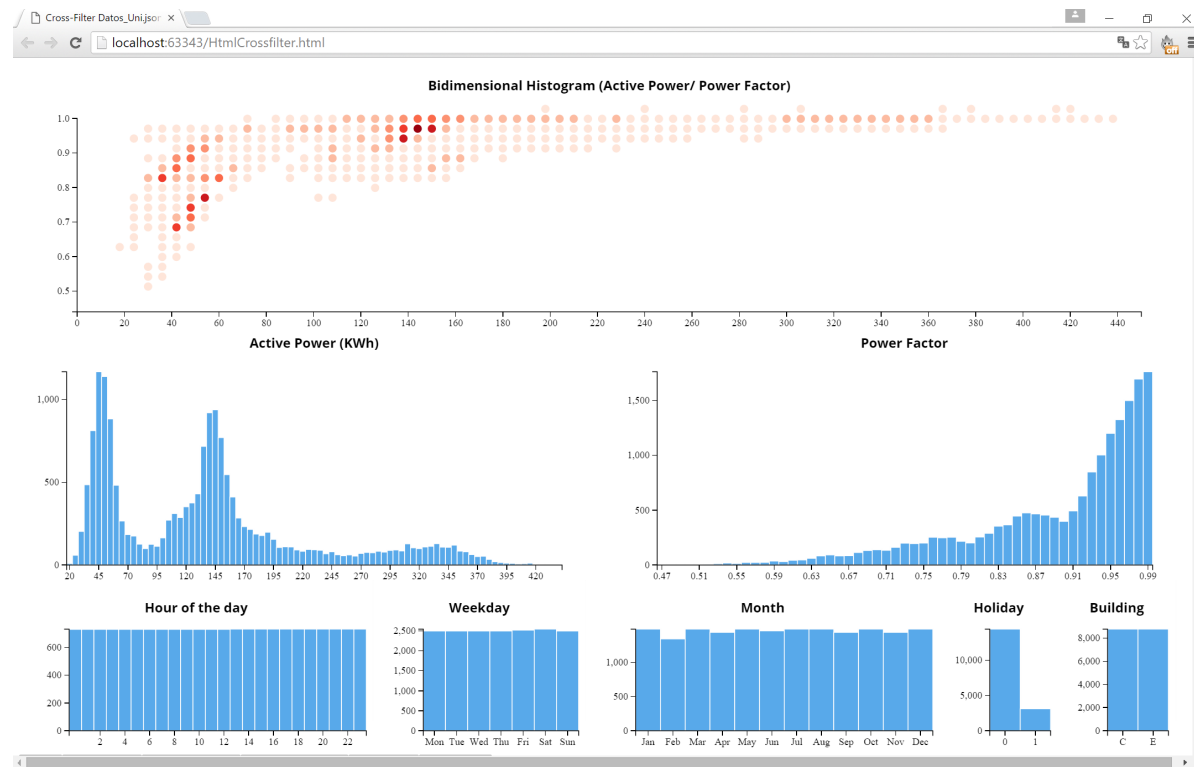 Cross-Filter Datos_Uni.json
localhost:63343/HtmlCrossfilter.html
off
Bidimensional Histogram (Active Power/ Power Factor)
1.0
0.9
0.8
0.7
0.6
0.5
0 20 40 60 80 100 120 140 160 180 200 220 240 260 280 300 320 340 360 380 400 420 440
Active Power (KWh)
1,000
500
0
20 45 70 95 120 145 170 195 220 245 270 295 320 345 370 395 420
Power Factor
1,500
1,000
500
0
0.47 0.51 0.55 0.59 0.63 0.67 0.71 0.75 0.79 0.83 0.87 0.91 0.95 0.99
Hour of the day
600
400
200
0
2 4 6 8 10 12 14 16 18 20 22
Weekday
2,500
2,000
1,500
1,000
500
0
Mon Tue Wed Thu Fri Sat Sun
Month
1,000
500
0
Jan Feb Mar Apr May Jun Jul Aug Sep Oct Nov Dec
Holiday
10,000
5,000
0
0 1
Building
8,000
6,000
4,000
2,000
0
C E